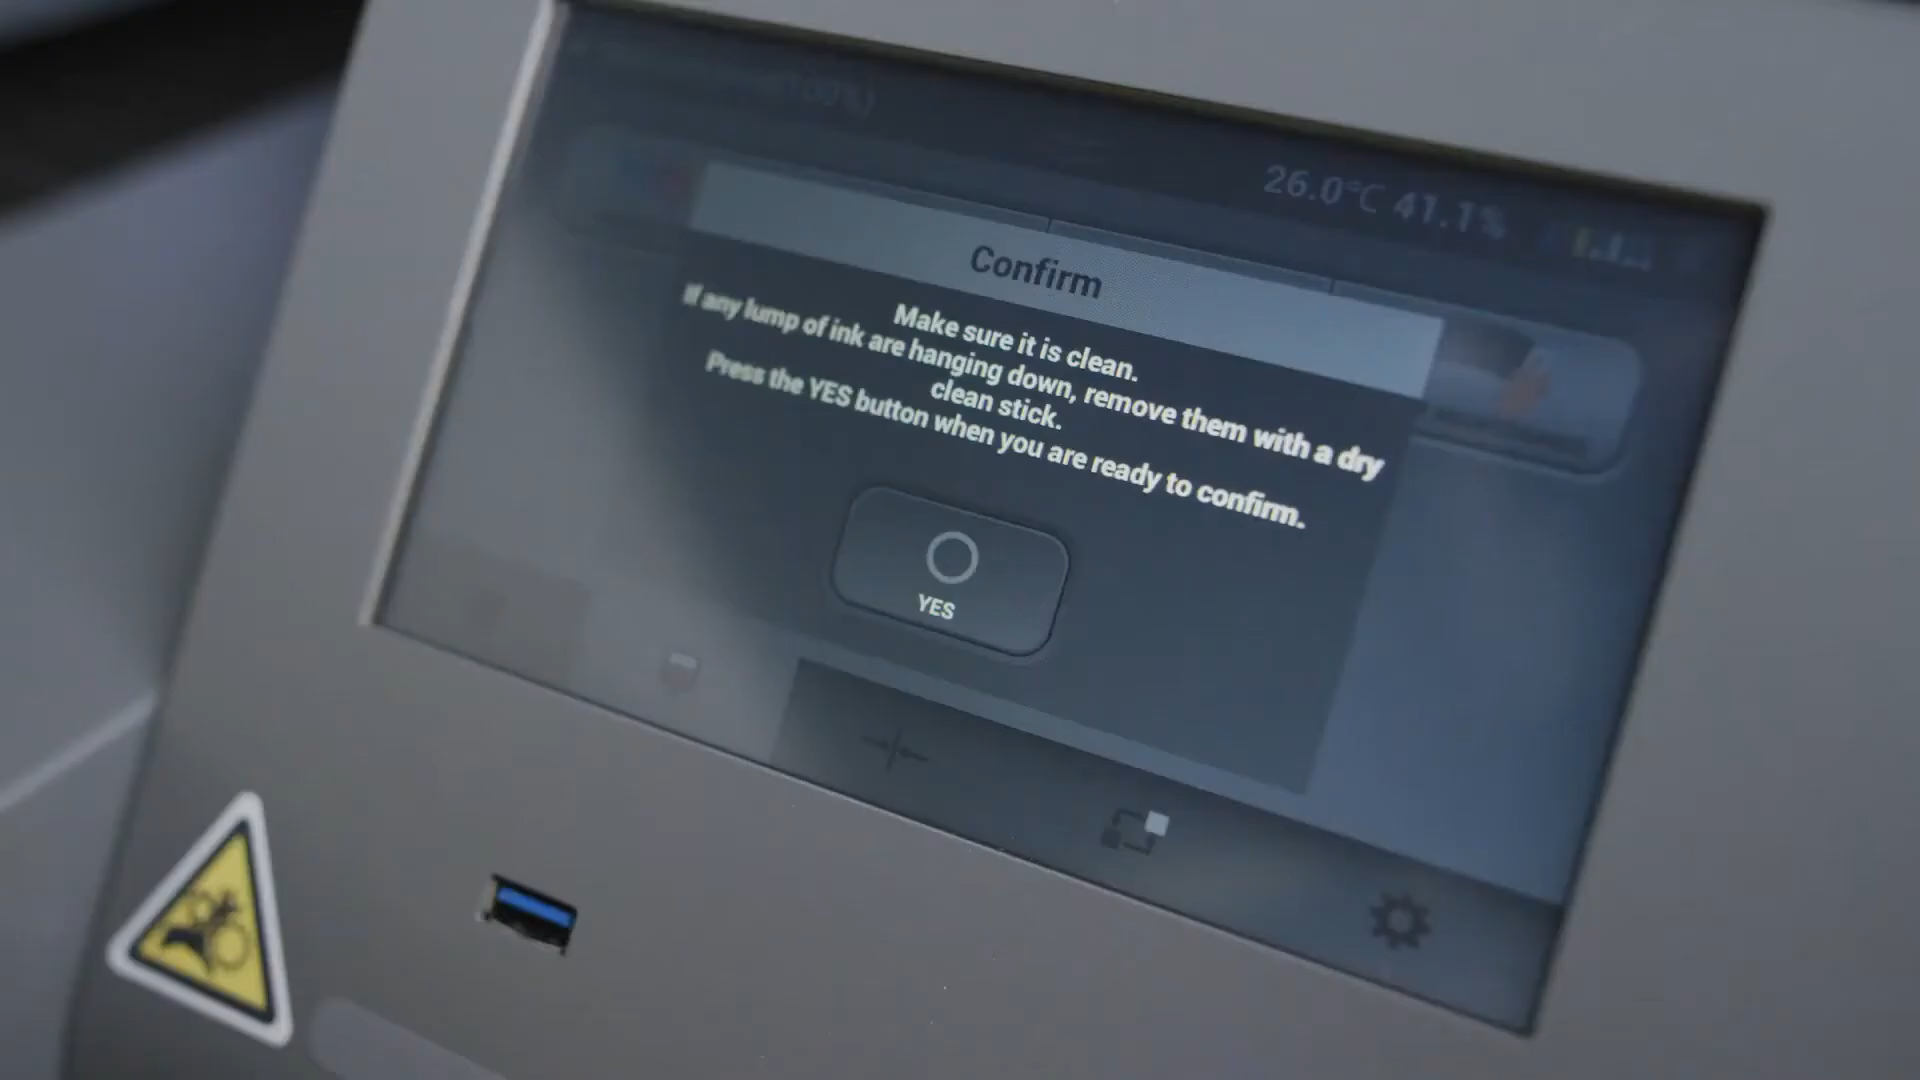 100%)
26.0°C 41.1%
Confirm
Make sure it is clean.
If any lump of ink are hanging down, remove them with a dry
clean stick.
Press the YES button when you are ready to confirm.
YES